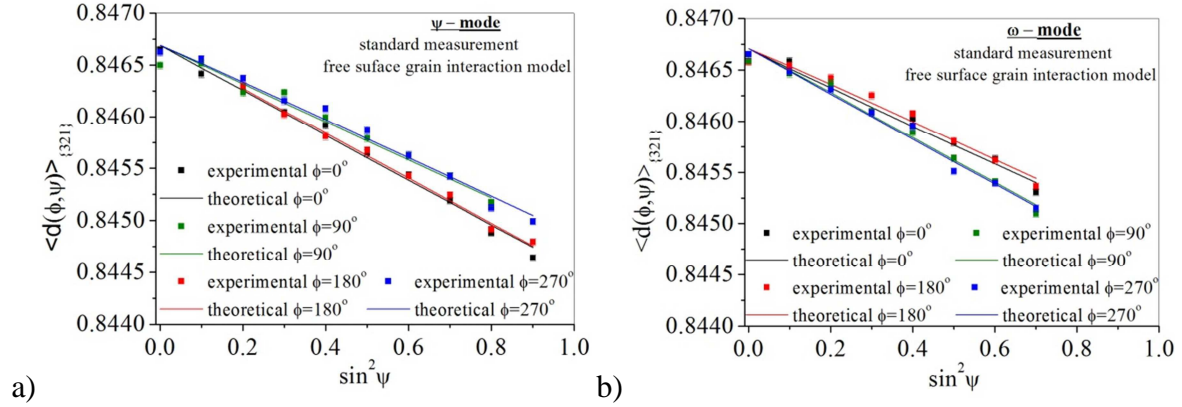 ψ – mode
standard measurement
free suface grain interaction model
<d(ϕ,ψ)>{321}
0.8470
0.8465
0.8460
0.8455
0.8450
0.8445
0.8440
experimental ϕ=0°
theoretical ϕ=0°
experimental ϕ=90°
theoretical ϕ=90°
experimental ϕ=180° experimental ϕ=270°
theoretical ϕ=180° theoretical ϕ=270°
0.0 0.2 0.4 0.6 0.8 1.0
sin²ψ
a)
ω – mode
standard measurement
free suface grain interaction model
<d(ϕ,ψ)>{321}
0.8470
0.8465
0.8460
0.8455
0.8450
0.8445
0.8440
experimental ϕ=0° experimental ϕ=90°
theoretical ϕ=0° theoretical ϕ=90°
experimental ϕ=180° experimental ϕ=270°
theoretical ϕ=180° theoretical ϕ=270°
0.0 0.2 0.4 0.6 0.8 1.0
sin²ψ
b)